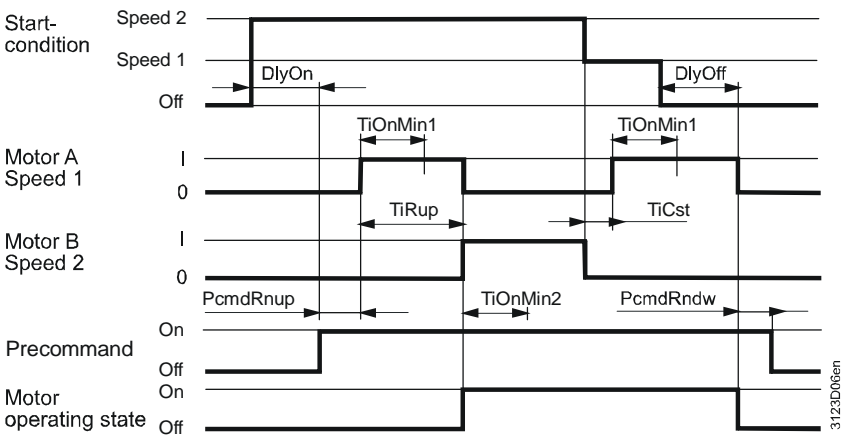 Start-
condition
Speed 2
Speed 1
Off
DlyOn
DlyOff
TiOnMin1
TiOnMin1
Motor A
Speed 1
I
0
TiRup
TiCst
Motor B
Speed 2
I
0
PcmdRnup
TiOnMin2
PcmdRndw
Precommand
On
Off
Motor
operating state
On
Off
3123D06en